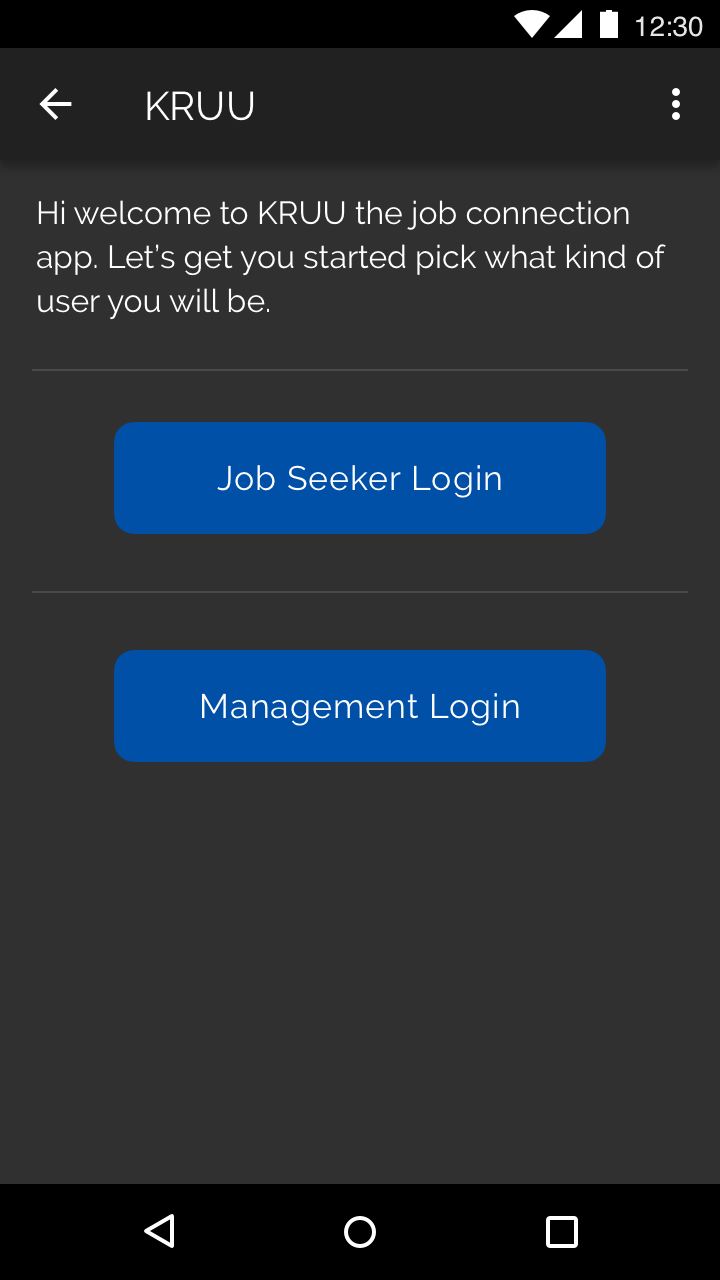 12:30
KRUU
Hi welcome to KRUU the job connection
app. Let’s get you started pick what kind of
user you will be.
Job Seeker Login
Management Login